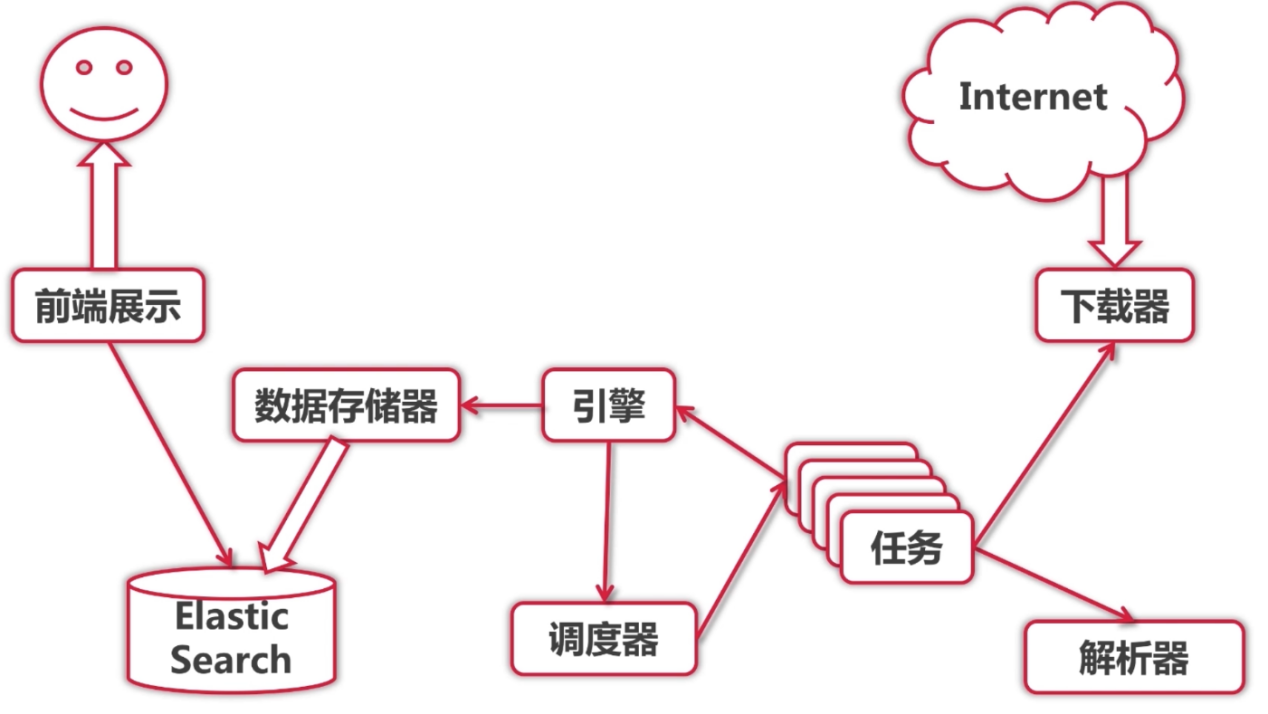 Internet
前端展示
下载器
数据存储器
引擎
任务
Elastic
Search
调度器
解析器